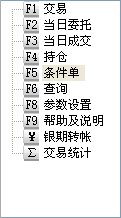 F1 交易
F2 当日委托
F3 当日成交
F4 持仓
F5 条件单
F6 查询
F8 参数设置
F9 帮助及说明
¥ 银期转帐
Σ 交易统计